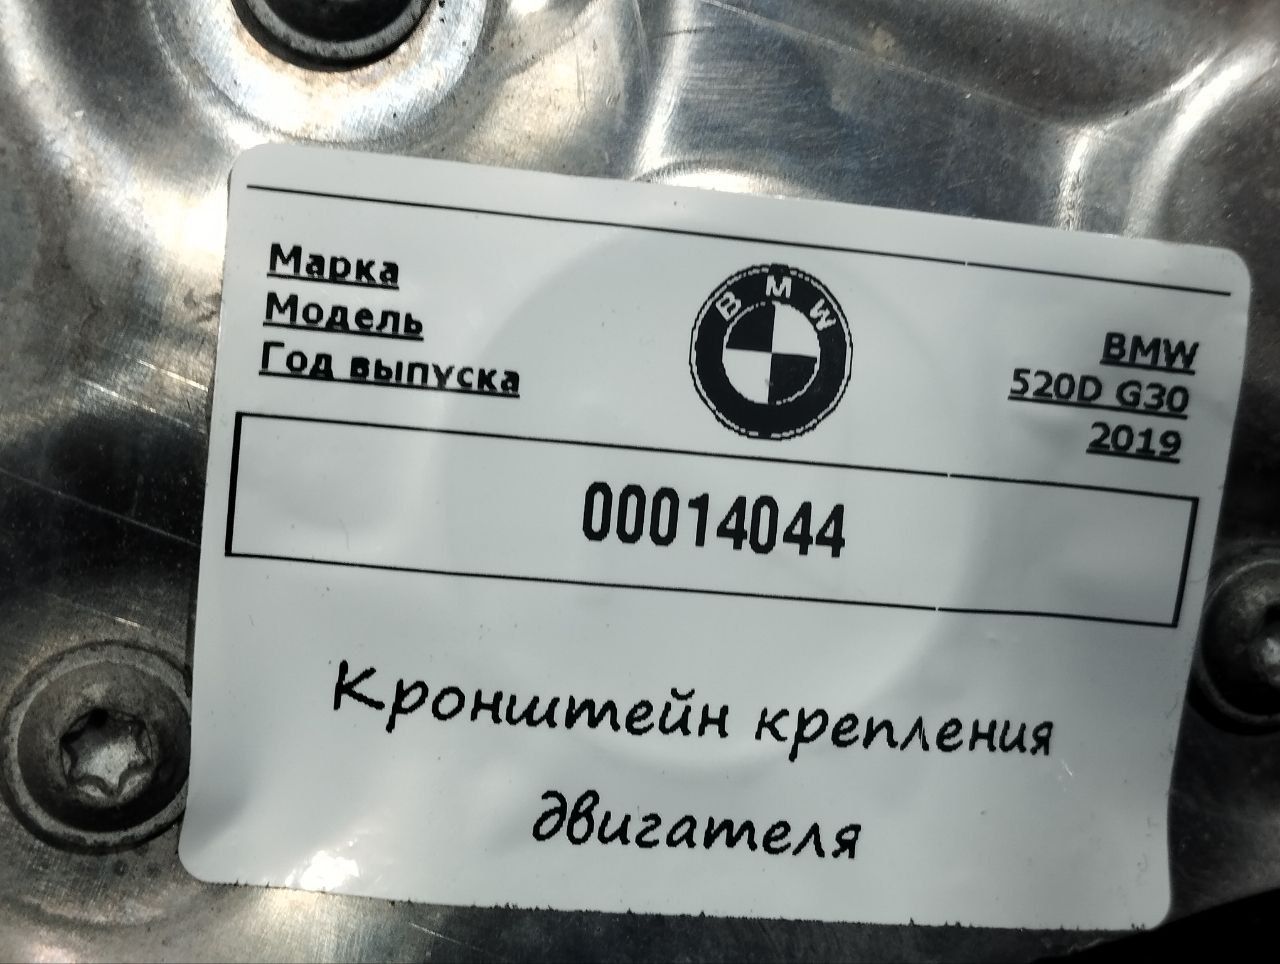 Марка
Модель
Год выпуска
BMW
BMW
520D G30
2019
00014044
Кронштейн крепления
двигателя